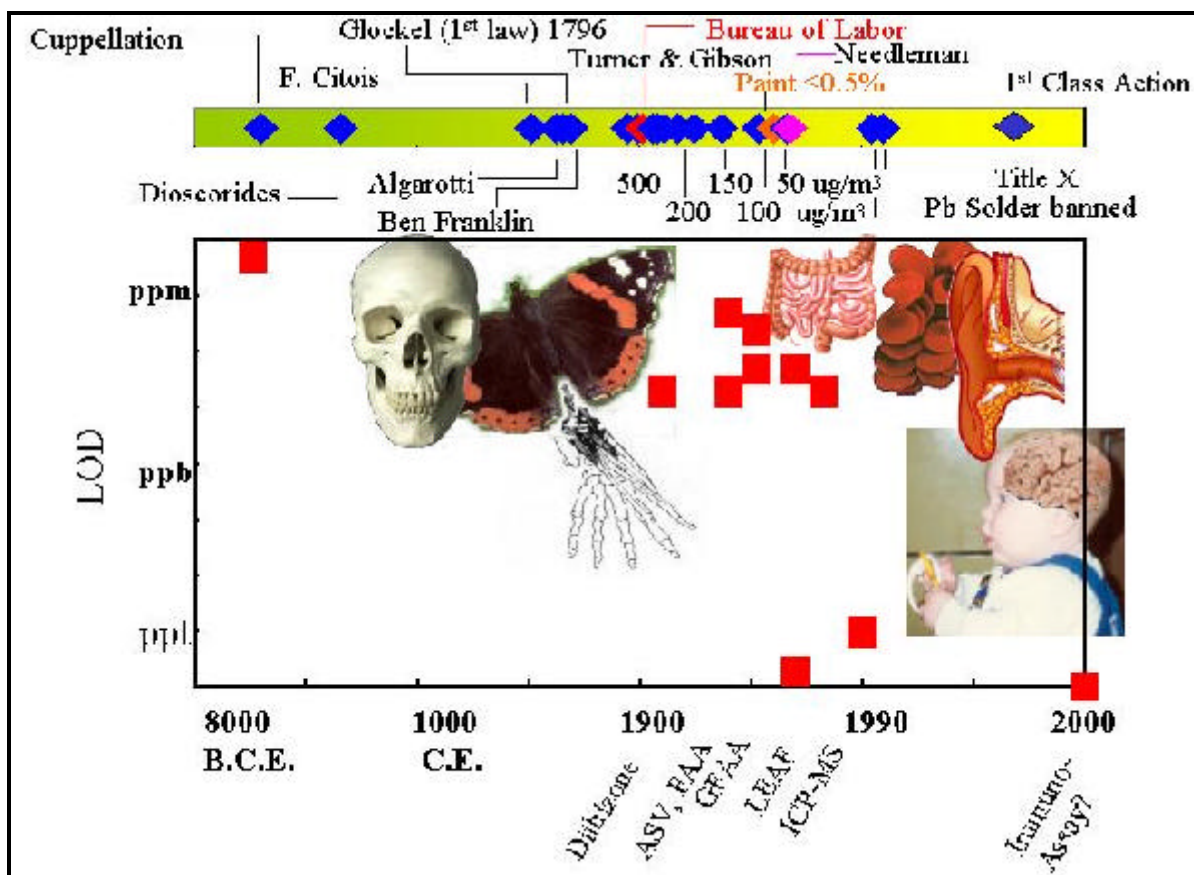 Cuppellation
Glockel (1st law) 1796
Bureau of Labor
F. Citois
Turner & Gibson
Needleman
Paint <0.5%
1st Class Action
Dioscorides
Algarotti
Ben Franklin
500
200
150
100
50 ug/m3
ug/m3
Title X
Pb Solder banned
LOD
ppm
ppb
ppt
8000
B.C.E.
1000
C.E.
1900
1990
2000
Dithizone
ASV, FAA
GFAA
LEAF
ICP-MS
Immuno-
Assay?